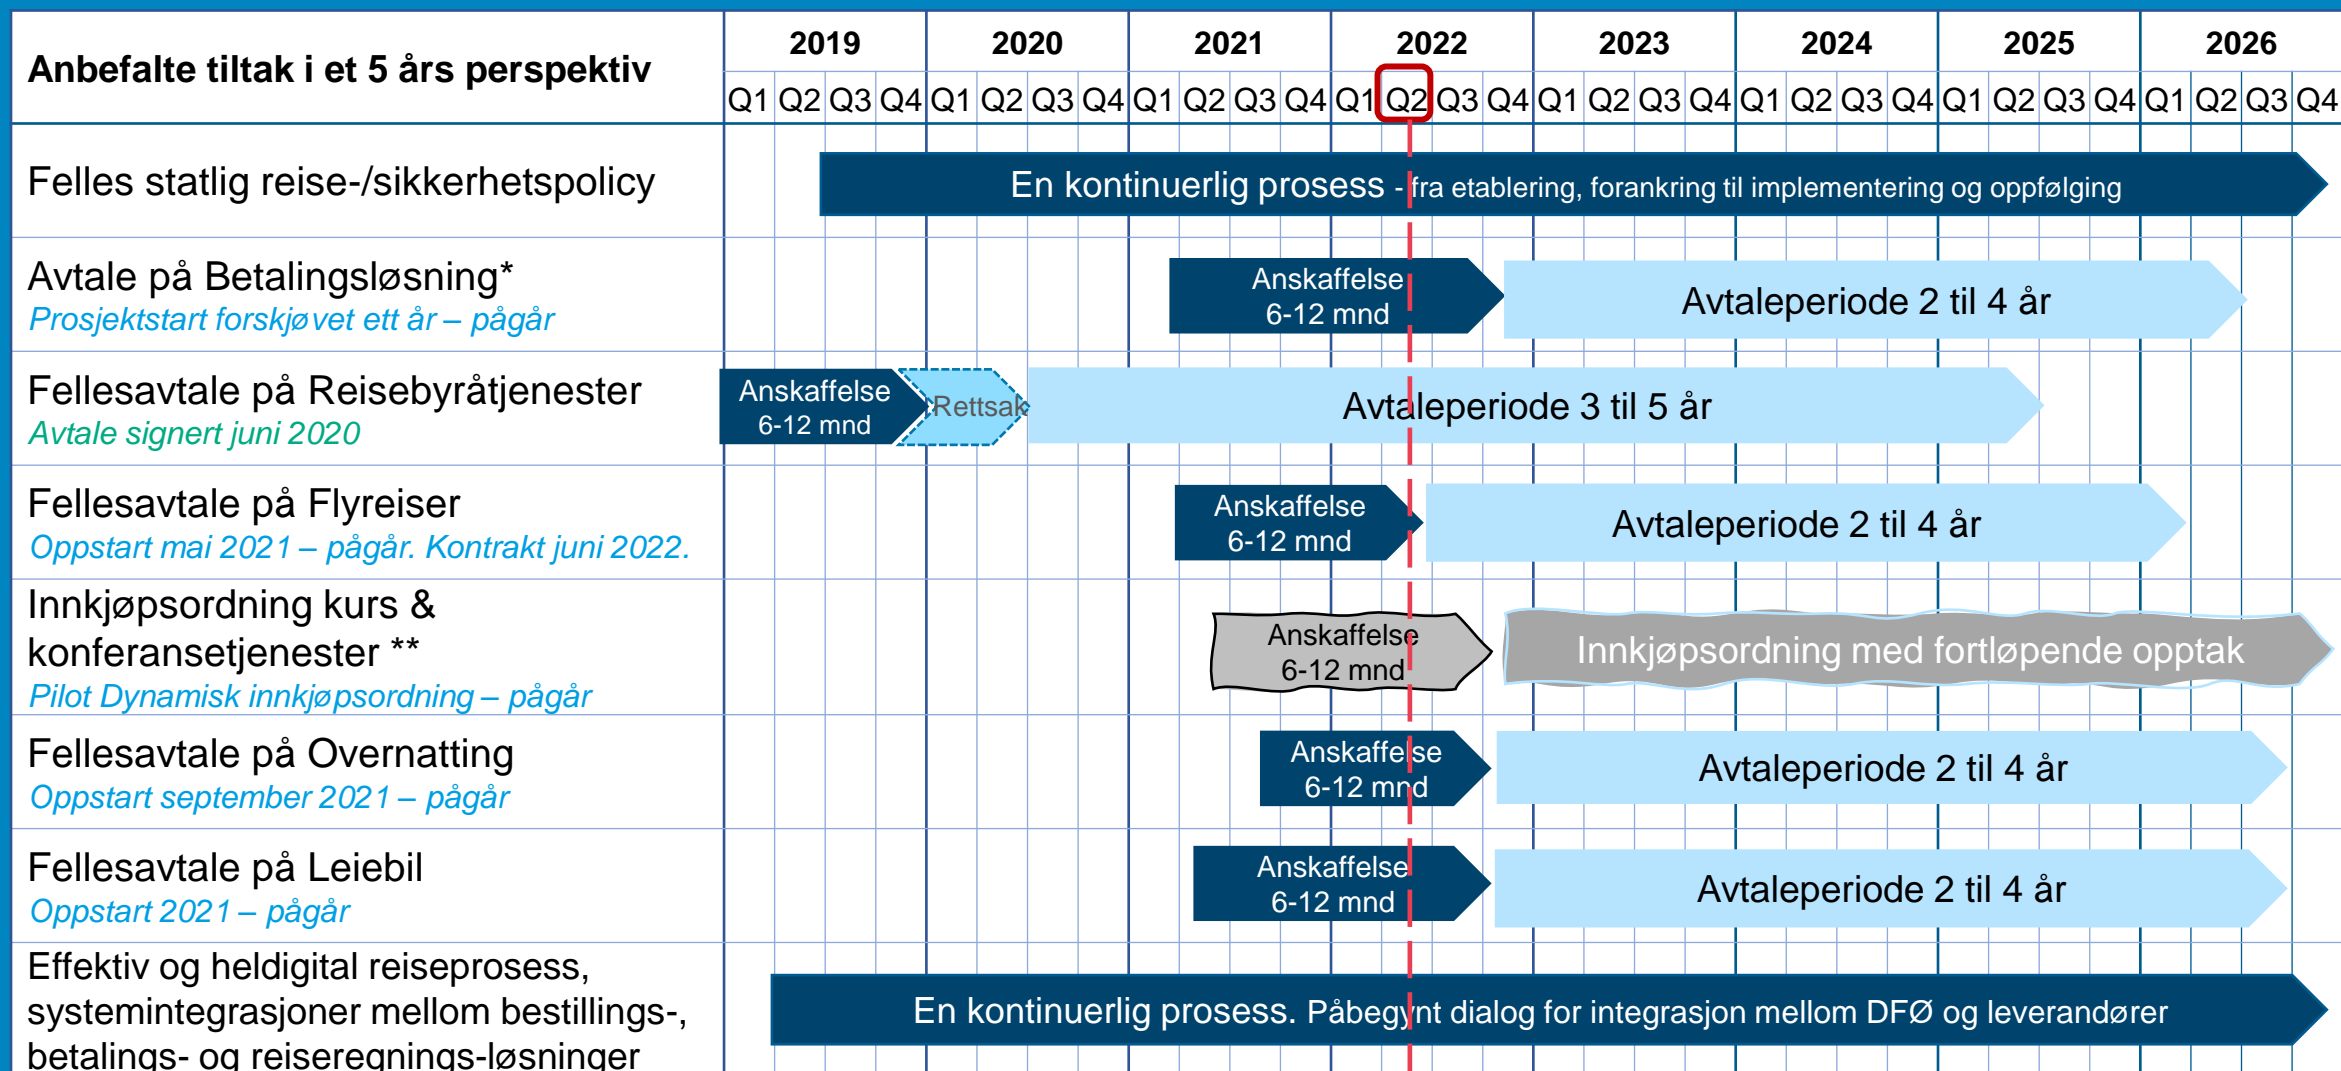 Anbefalte tiltak i et 5 års perspektiv
2019 2020 2021 2022 2023 2024 2025 2026
Q1 Q2 Q3 Q4 Q1 Q2 Q3 Q4 Q1 Q2 Q3 Q4 Q1 Q2 Q3 Q4 Q1 Q2 Q3 Q4 Q1 Q2 Q3 Q4 Q1 Q2 Q3 Q4 Q1 Q2 Q3 Q4
Felles statlig reise-/sikkerhetspolicy
En kontinuerlig prosess - fra etablering, forankring til implementering og oppfølging
Avtale på Betalingsløsning*
Prosjektstart forskjøvet ett år – pågår
Anskaffelse
6-12 mnd
Avtaleperiode 2 til 4 år
Fellesavtale på Reisebyråtjenester
Avtale signert juni 2020
Anskaffelse
6-12 mnd
Rettsak
Avtaleperiode 3 til 5 år
Fellesavtale på Flyreiser
Oppstart mai 2021 – pågår. Kontrakt juni 2022.
Anskaffelse
6-12 mnd
Avtaleperiode 2 til 4 år
Innkjøpsordning kurs &
konferansetjenester **
Pilot Dynamisk innkjøpsordning – pågår
Anskaffelse
6-12 mnd
Innkjøpsordning med fortløpende opptak
Fellesavtale på Overnatting
Oppstart september 2021 – pågår
Anskaffelse
6-12 mnd
Avtaleperiode 2 til 4 år
Fellesavtale på Leiebil
Oppstart 2021 – pågår
Anskaffelse
6-12 mnd
Avtaleperiode 2 til 4 år
Effektiv og heldigital reiseprosess,
systemintegrasjoner mellom bestillings-,
betalings- og reiseregnings-løsninger
En kontinuerlig prosess. Påbegynt dialog for integrasjon mellom DFØ og leverandører